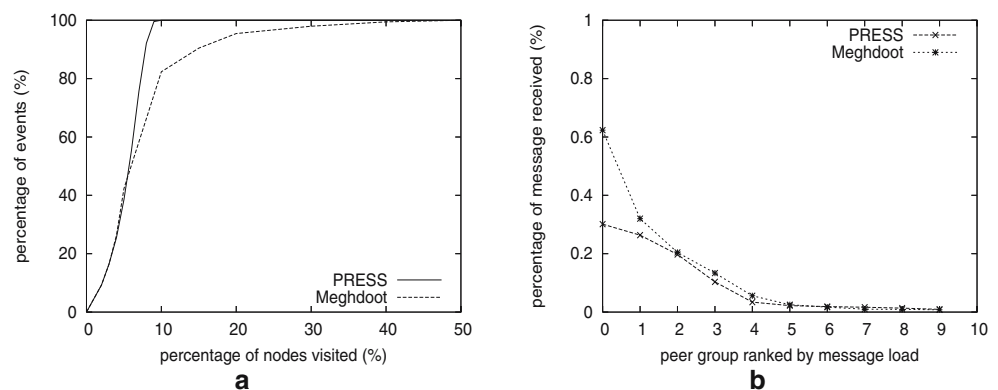 percentage of events (%)
100
80
60
40
20
0
PRESS
Meghdoot
0 10 20 30 40 50
percentage of nodes visited (%)
a
percentage of message received (%)
1
0.8
0.6
0.4
0.2
0
PRESS
Meghdoot
0 1 2 3 4 5 6 7 8 9 10
peer group ranked by message load
b